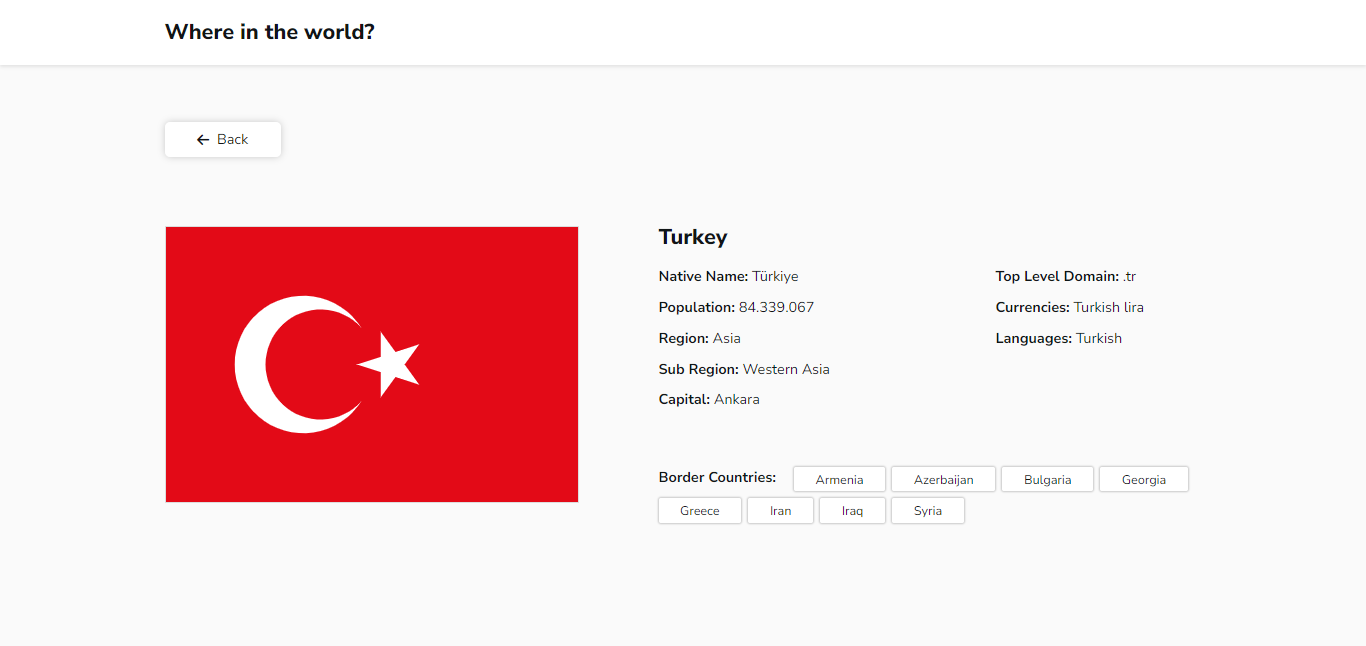 Where in the world?
Back
Turkey
Native Name: Türkiye
Population: 84.339.067
Region: Asia
Sub Region: Western Asia
Capital: Ankara
Top Level Domain: .tr
Currencies: Turkish lira
Languages: Turkish
Border Countries: Armenia Azerbaijan Bulgaria Georgia
Greece Iran Iraq Syria